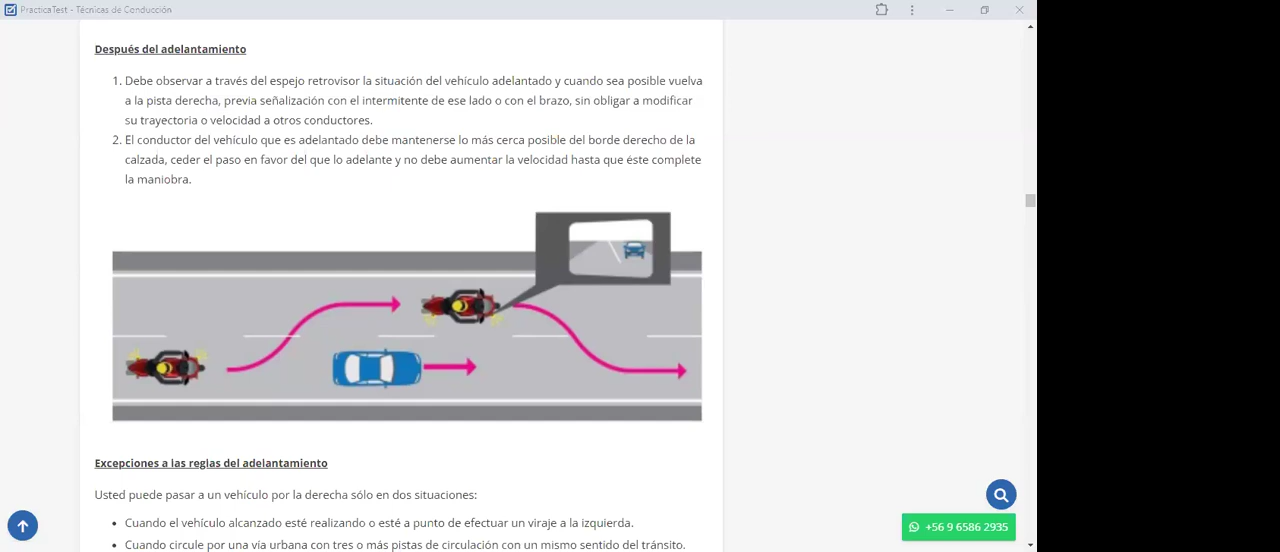 PracticaTest - Técnicas de Conducción
Después del adelantamiento
1. Debe observar a través del espejo retrovisor la situación del vehículo adelantado y cuando sea posible vuelva
a la pista derecha, previa señalización con el intermitente de ese lado o con el brazo, sin obligar a modificar
su trayectoria o velocidad a otros conductores.
2. El conductor del vehículo que es adelantado debe mantenerse lo más cerca posible del borde derecho de la
calzada, ceder el paso en favor del que lo adelante y no debe aumentar la velocidad hasta que éste complete
la maniobra.
Excepciones a las reglas del adelantamiento
Usted puede pasar a un vehículo por la derecha sólo en dos situaciones:
• Cuando el vehículo alcanzado esté realizando o esté a punto de efectuar un viraje a la izquierda.
• Cuando circule por una vía urbana con tres o más pistas de circulación con un mismo sentido del tránsito.
+56 9 6586 2935